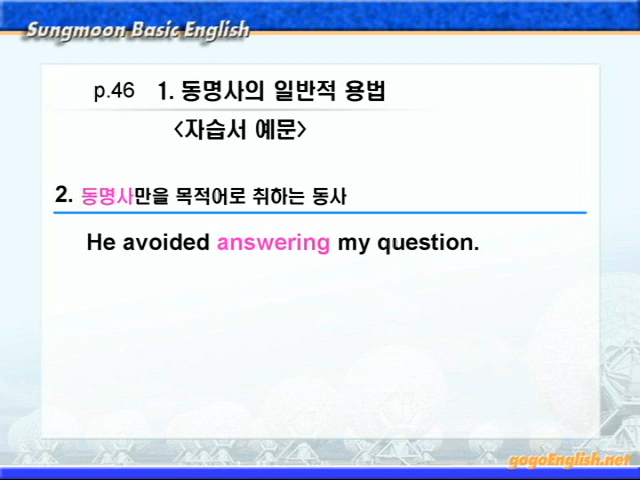 Sungmoon Basic English
p.46 1. 동명사의 일반적 용법
<자습서 예문>
2. 동명사만을 목적어로 취하는 동사
He avoided answering my question.
gogoEnglish.net